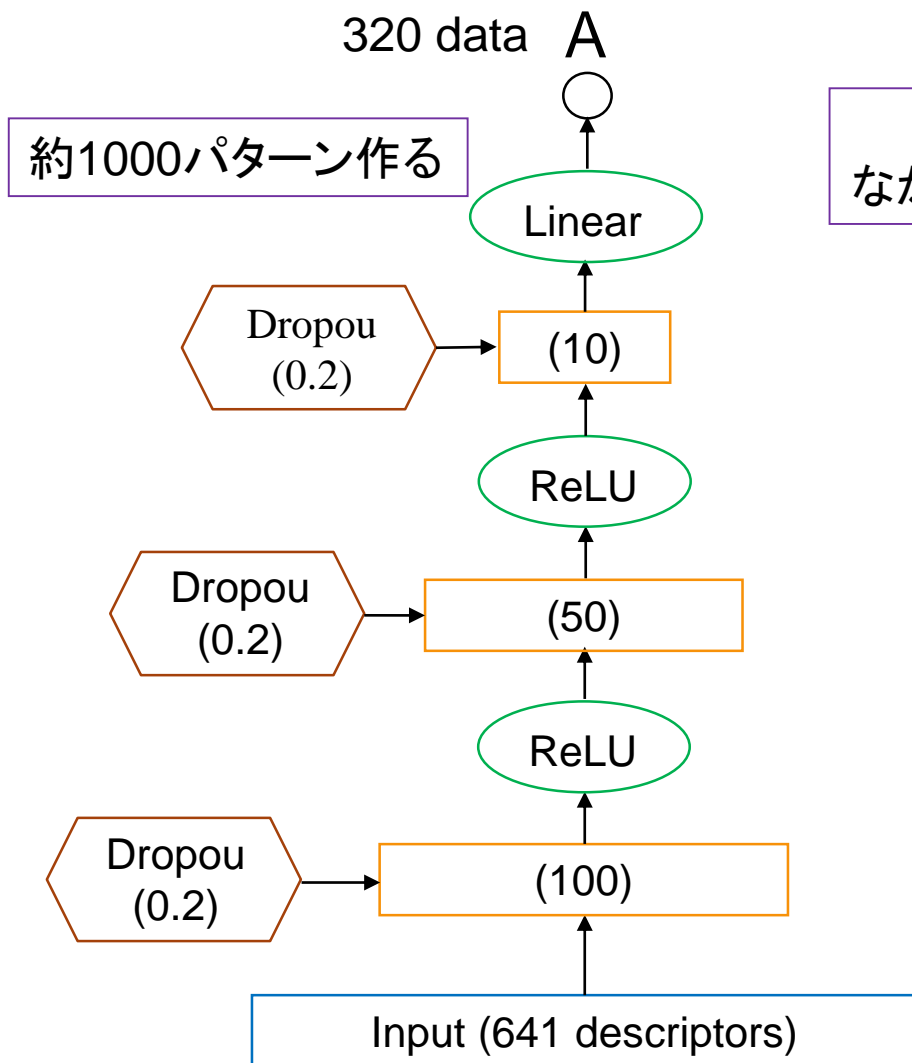 320 data A
約1000パターン作る
Linear
Dropou
(0.2)
(10)
ReLU
Dropou
(0.2)
(50)
ReLU
Dropou
(0.2)
(100)
Input (641 descriptors)